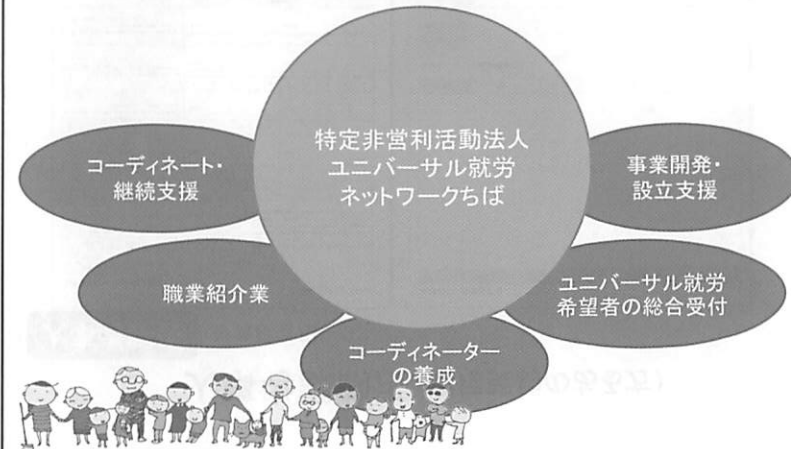 特定非営利活動法人
ユニバーサル就労
ネットワークちば
コーディネート・
継続支援
事業開発・
設立支援
職業紹介業
ユニバーサル就労
希望者の総合受付
コーディネーター
の養成